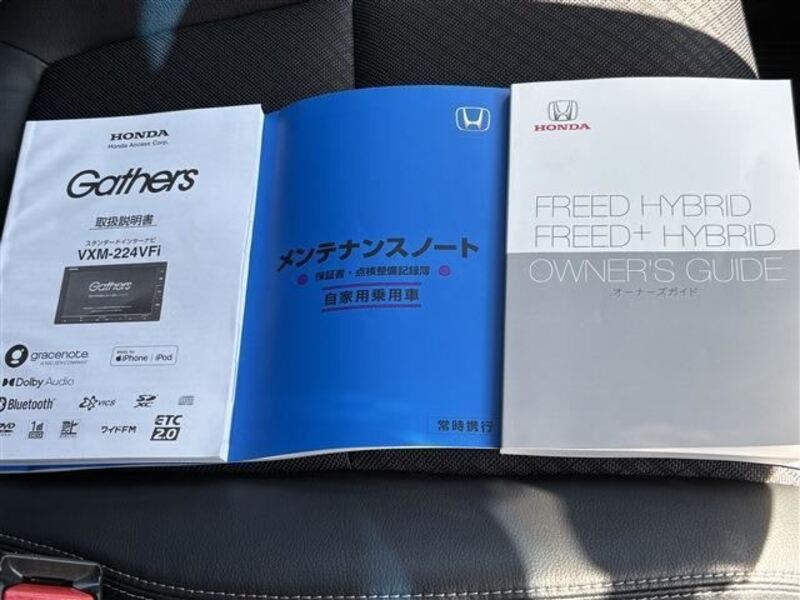 HONDA
Honda Access Corp.
Gathers
取扱説明書
スタンダードインターナビ
VXM-224VFi
Gathers
gracenote
A NIELSEN COMPANY
Made for
iPhone | iPod
Dolby Audio
Bluetooth
VICS
XC
ワイドFM
ETC
2.0
メンテナンスノート
保証書・点検整備記録簿
自家用乗用車
常時携行
HONDA
FREED HYBRID
FREED+ HYBRID
OWNER'S GUIDE
オーナーズガイド